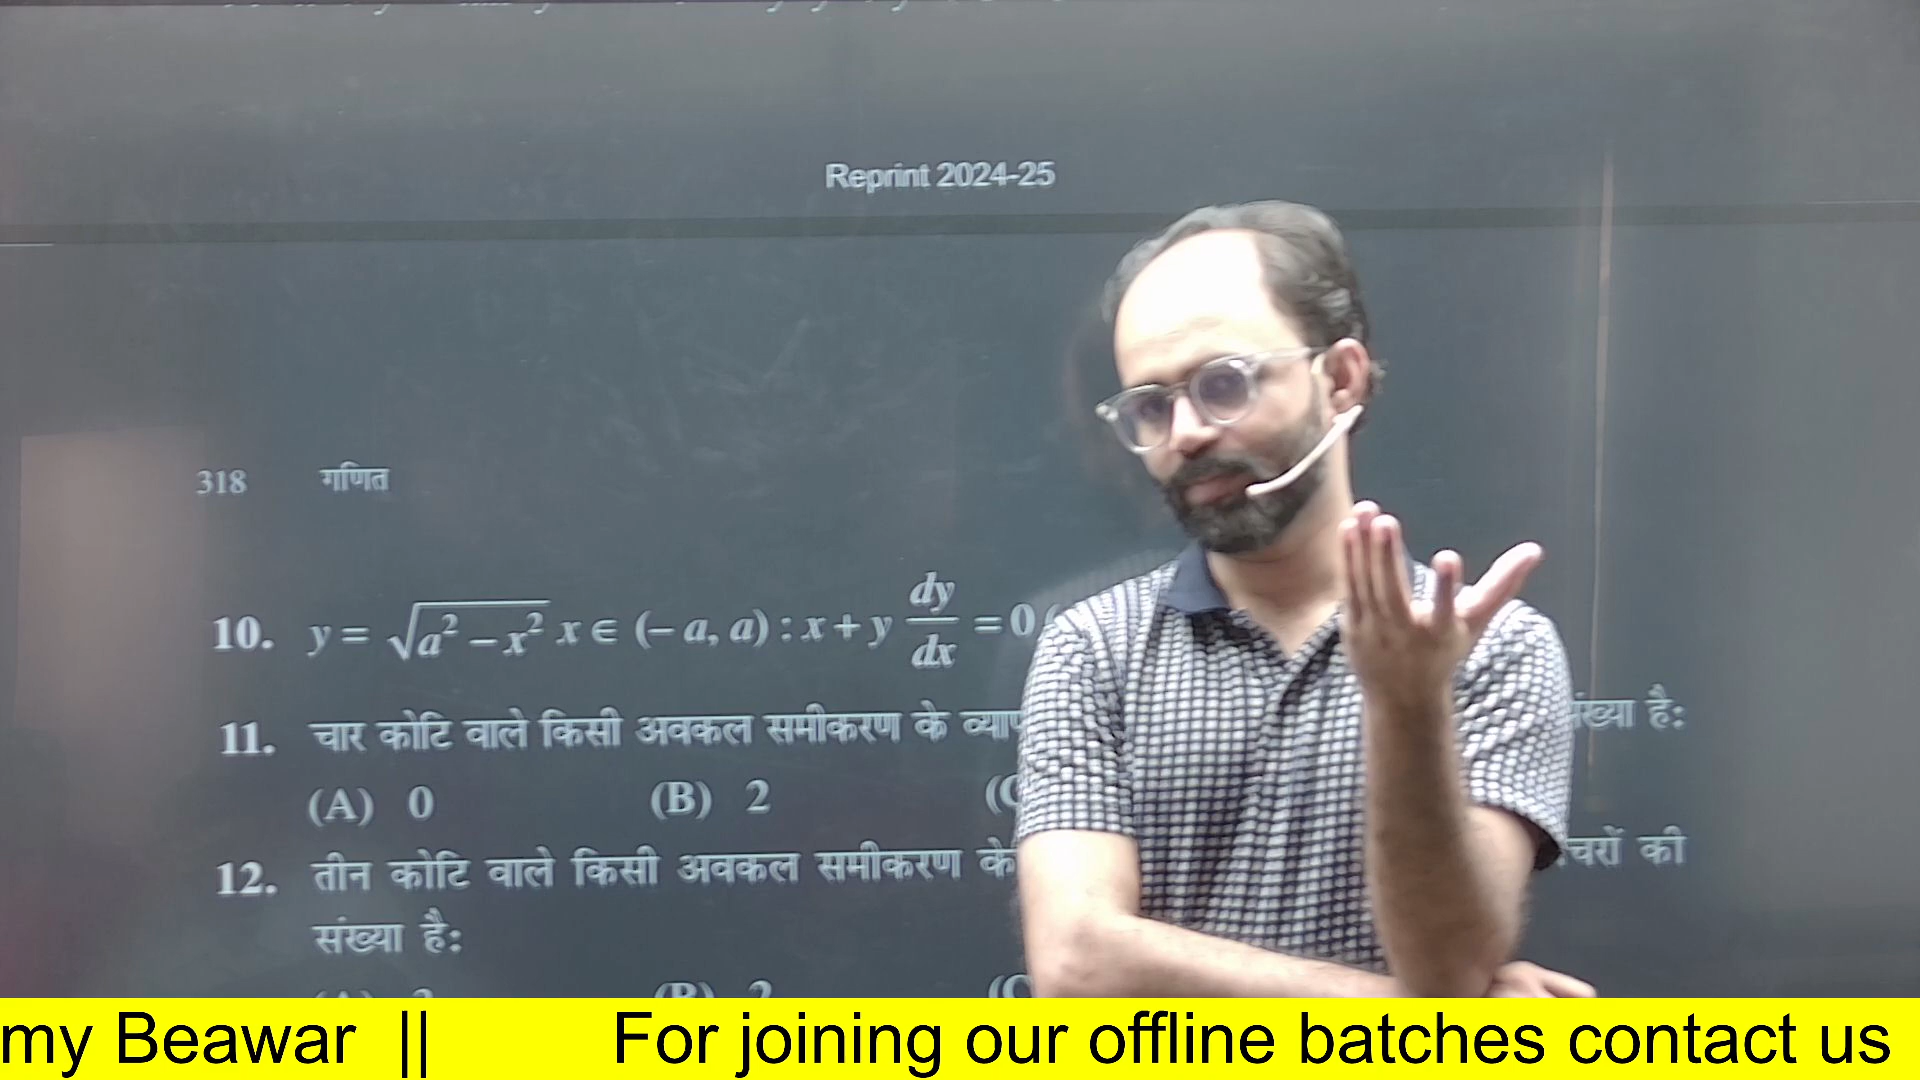 Reprint 2024-25
318 गणित
10. y = √a² – x² x ∈ (– a, a) : x + y dy/dx = 0
11. चार कोटि वाले किसी अवकल समीकरण के है:
(A) 0 (B) 2
12. तीन कोटि वाले किसी अवकल समीकरण के की
संख्या है:
(B) 2
my Beawar || For joining our offline batches contact us